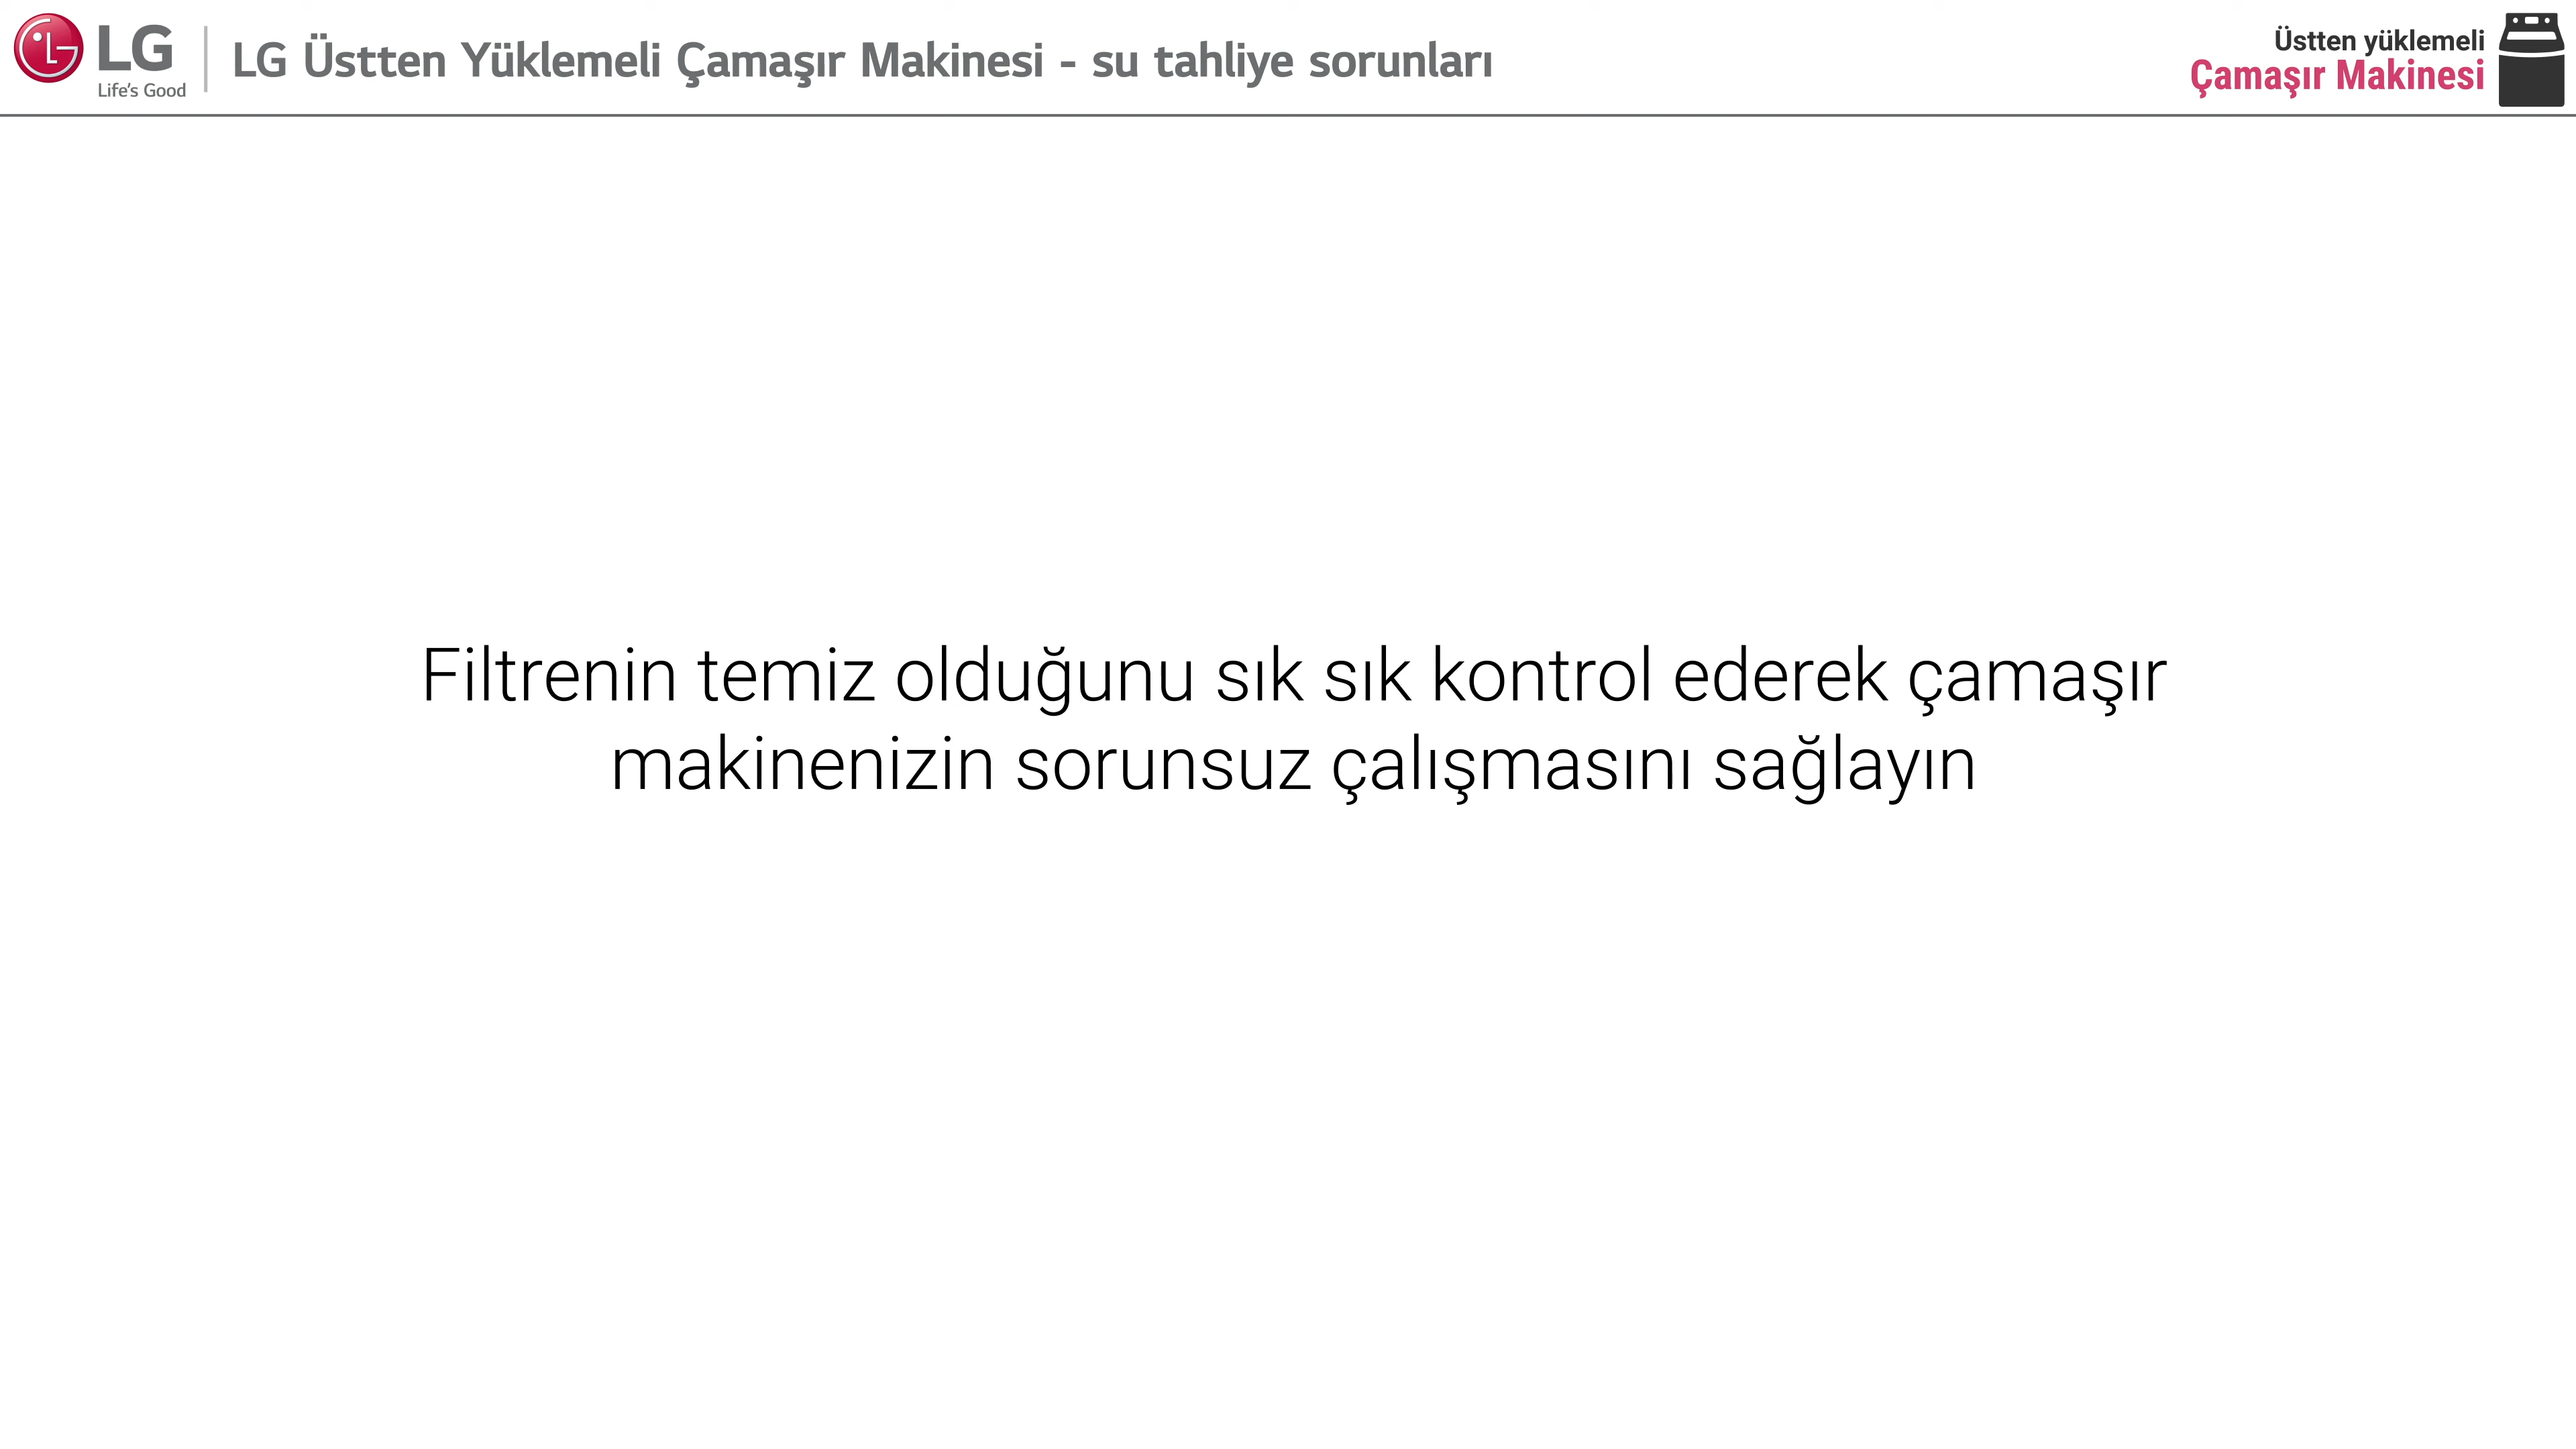 LG
Life's Good
LG Üstten Yüklemeli Çamaşır Makinesi - su tahliye sorunları
Üstten yüklemeli
Çamaşır Makinesi
Filtrenin temiz olduğunu sık sık kontrol ederek çamaşır
makinenizin sorunsuz çalışmasını sağlayın